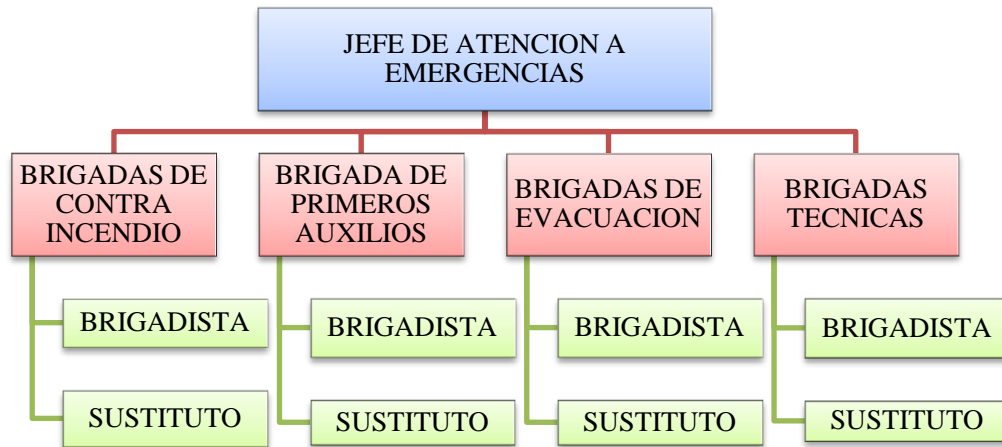 JEFE DE ATENCION A
EMERGENCIAS
BRIGADAS DE
CONTRA
INCENDIO
BRIGADISTA
SUSTITUTO
BRIGADA DE
PRIMEROS
AUXILIOS
BRIGADISTA
SUSTITUTO
BRIGADAS DE
EVACUACION
BRIGADISTA
SUSTITUTO
BRIGADAS
TECNICAS
BRIGADISTA
SUSTITUTO